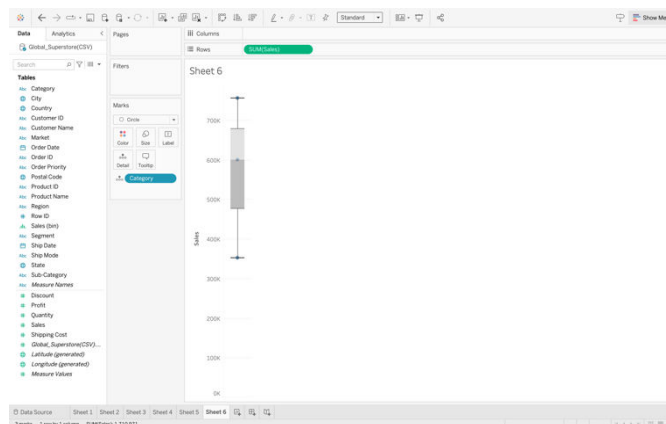 Standard
Show Me
Data Analytics
Pages
Columns
Global_Superstore(CSV)
Rows
SUM(Sales)
Search
Filters
Sheet 6
Tables
Category
City
Country
Customer ID
Customer Name
Market
Order Date
Order ID
Order Priority
Postal Code
Product ID
Product Name
Region
Row ID
Sales (bin)
Segment
Ship Date
Ship Mode
State
Sub-Category
Measure Names
Discount
Profit
Quantity
Sales
Shipping Cost
Global_Superstore(CSV)...
Latitude (generated)
Longitude (generated)
Measure Values
Marks
Circle
Color Size Label
Detail Tooltip
Category
Sales
700K
600K
500K
400K
300K
200K
100K
0K
Data Source Sheet 1 Sheet 2 Sheet 3 Sheet 4 Sheet 5 Sheet 6